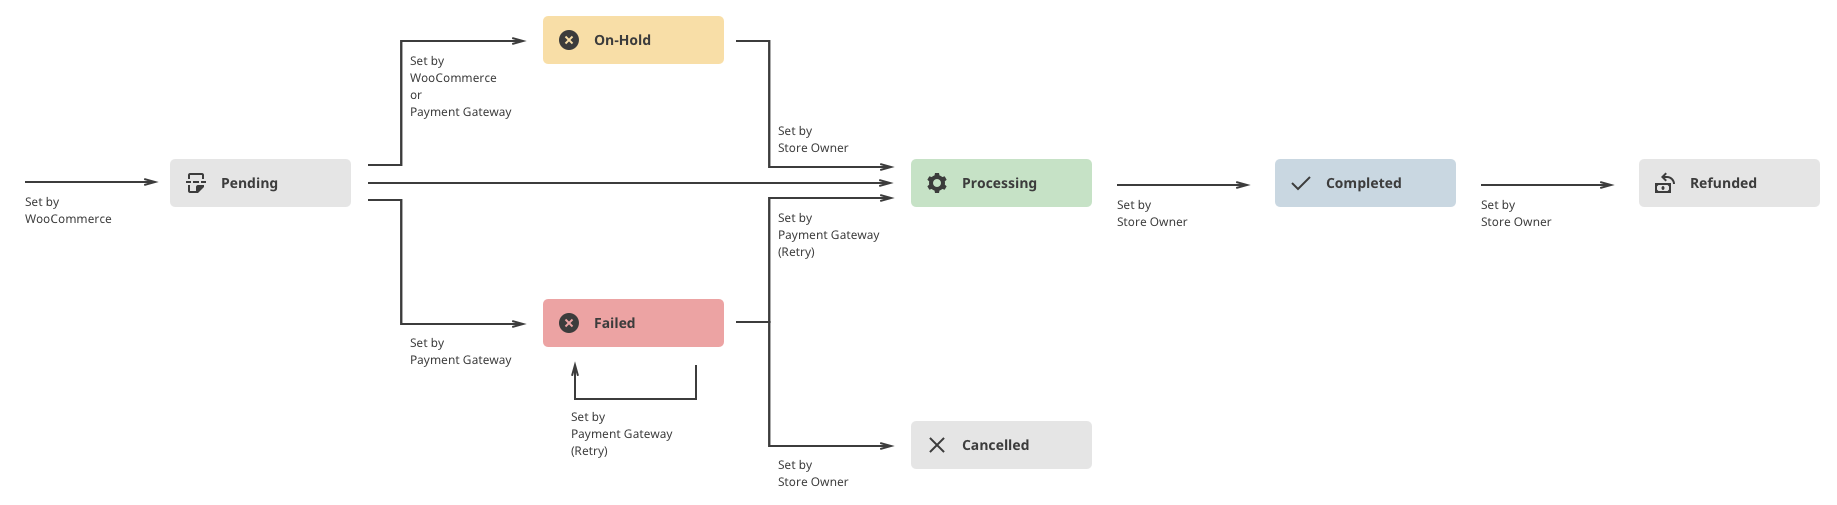 On-Hold
Set by
WooCommerce
or
Payment Gateway
Set by
Store Owner
Pending
Processing
Completed
Refunded
Set by
WooCommerce
Set by
Store Owner
Set by
Store Owner
Set by
Payment Gateway
(Retry)
Failed
Set by
Payment Gateway
Set by
Payment Gateway
(Retry)
Cancelled
Set by
Store Owner